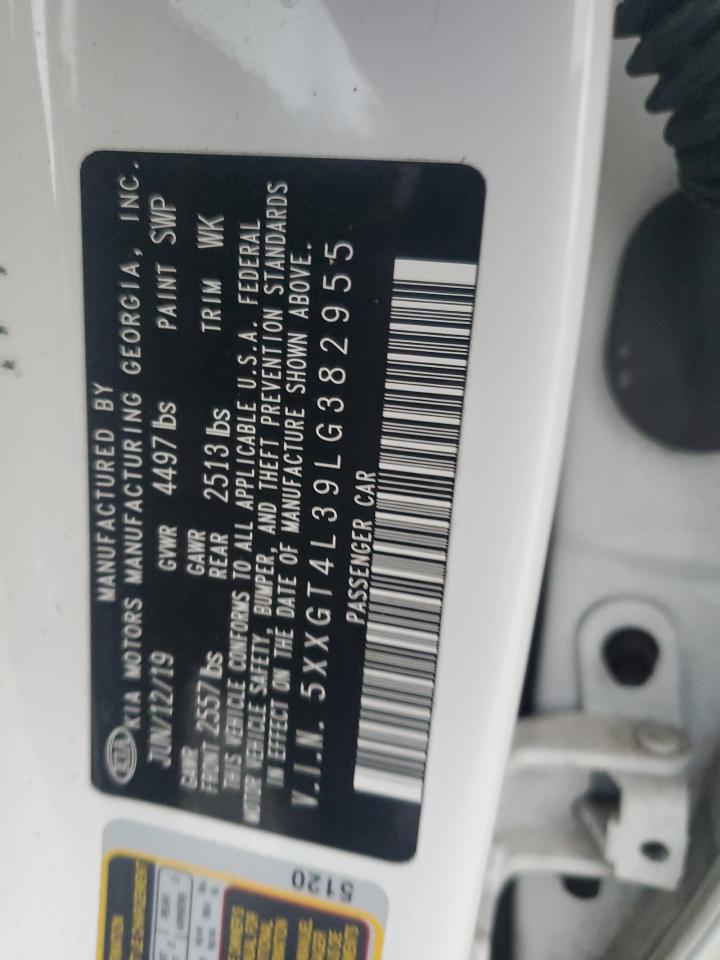 MANUFACTURED BY
KIA KIA MOTORS MANUFACTURING GEORGIA, INC.
JUN/12/19 GVWR 4497 lbs PAINT SWP
GAWR FRNT 2557 lbs GAWR REAR 2513 lbs TRIM WK
THIS VEHICLE CONFORMS TO ALL APPLICABLE U.S.A. FEDERAL
MOTOR VEHICLE SAFETY, BUMPER, AND THEFT PREVENTION STANDARDS
IN EFFECT ON THE DATE OF MANUFACTURE SHOWN ABOVE.
V.I.N. 5XXGT4L39LG382955
PASSENGER CAR
5120